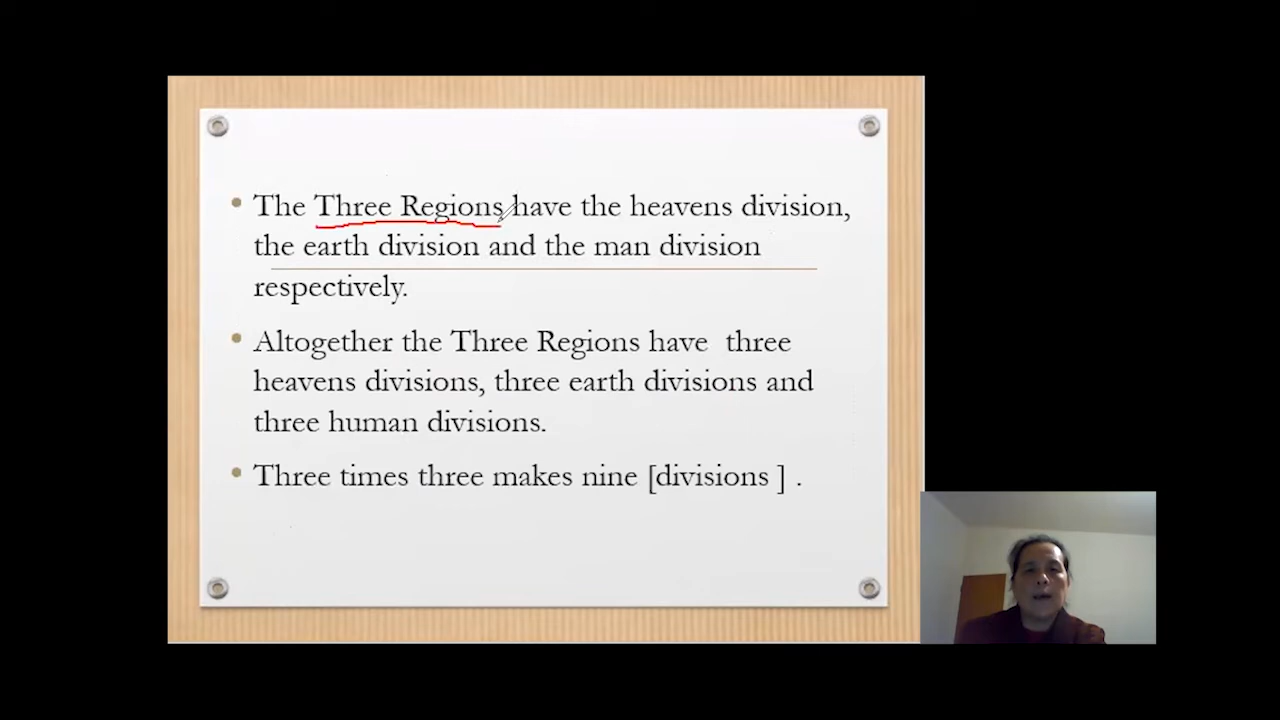 The Three Regions have the heavens division,
the earth division and the man division
respectively.
Altogether the Three Regions have  three
heavens divisions, three earth divisions and
three human divisions.
Three times three makes nine [divisions ] .